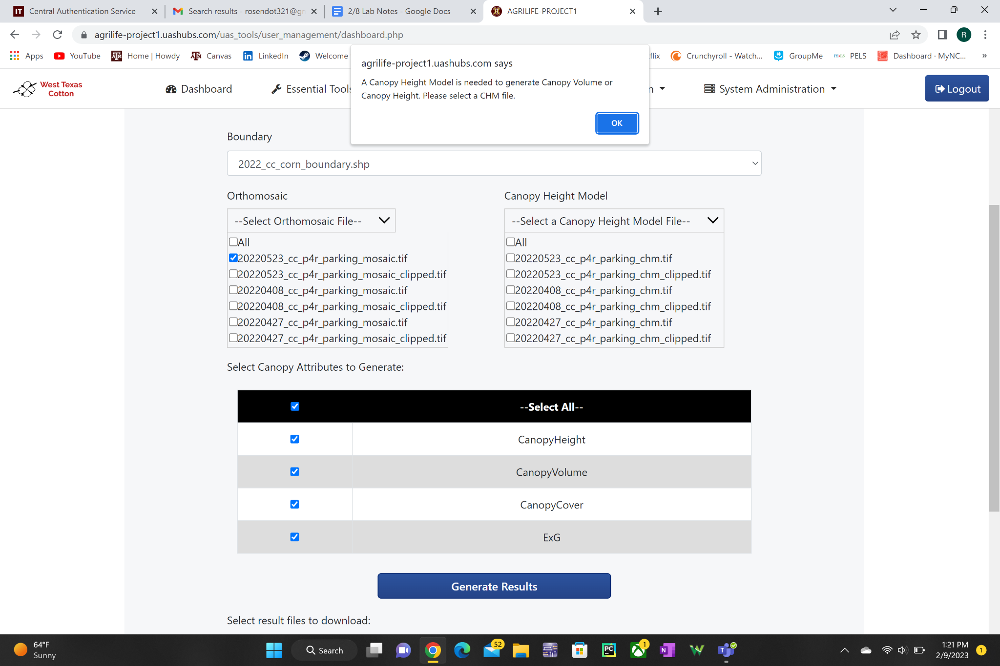 Central Authentication Service
Search results - rosendot321@gm
2/8 Lab Notes - Google Docs
AGRILIFE-PROJECT1
agrilife-project1.uashubs.com/uas_tools/user_management/dashboard.php
R
Apps
YouTube
Home | Howdy
Canvas
LinkedIn
Welcome
flix
Crunchyroll - Watch...
GroupMe
PELS
Dashboard · MyNC...
»
agrilife-project1.uashubs.com says
A Canopy Height Model is needed to generate Canopy Volume or
Canopy Height. Please select a CHM file.
OK
West Texas
Cotton
Dashboard
Essential Tools
n
System Administration
Logout
Boundary
2022_cc_corn_boundary.shp
Orthomosaic
--Select Orthomosaic File--
All
20220523_cc_p4r_parking_mosaic.tif
20220523_cc_p4r_parking_mosaic_clipped.tif
20220408_cc_p4r_parking_mosaic.tif
20220408_cc_p4r_parking_mosaic_clipped.tif
20220427_cc_p4r_parking_mosaic.tif
20220427_cc_p4r_parking_mosaic_clipped.tif
Canopy Height Model
--Select a Canopy Height Model File--
All
20220523_cc_p4r_parking_chm.tif
20220523_cc_p4r_parking_chm_clipped.tif
20220408_cc_p4r_parking_chm.tif
20220408_cc_p4r_parking_chm_clipped.tif
20220427_cc_p4r_parking_chm.tif
20220427_cc_p4r_parking_chm_clipped.tif
Select Canopy Attributes to Generate:
--Select All--
CanopyHeight
CanopyVolume
CanopyCover
ExG
Generate Results
Select result files to download:
64°F
Sunny
Search
52
PC
1
N
T
1:21 PM
2/9/2023
1